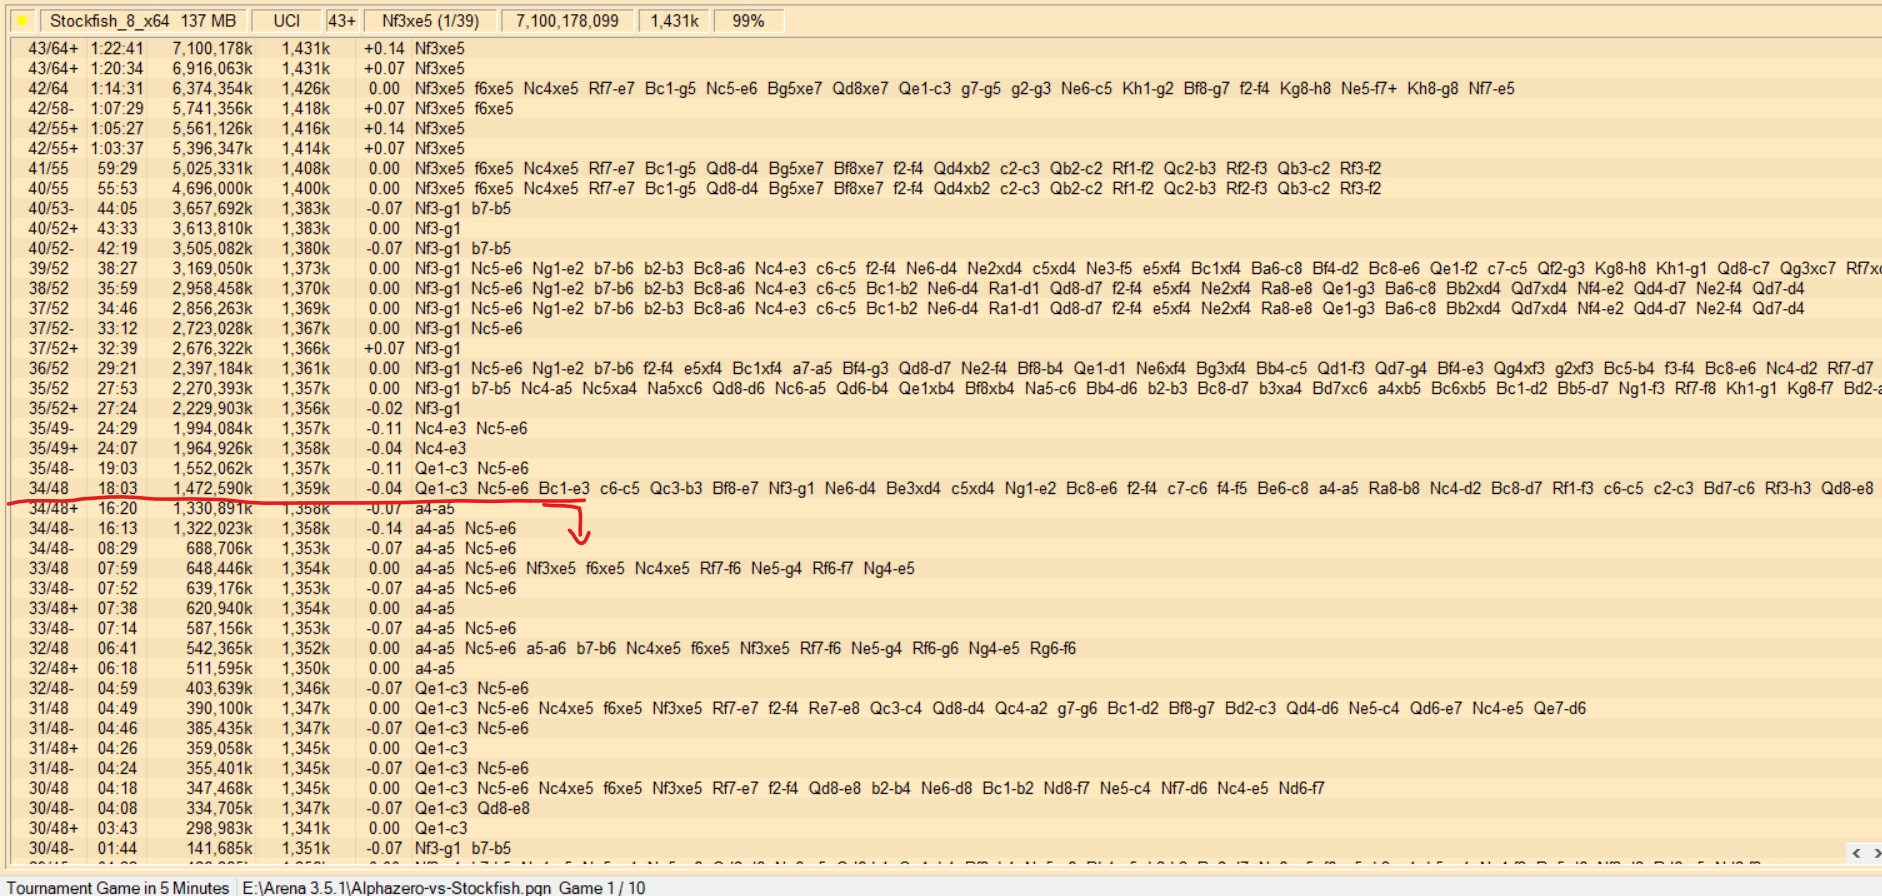 Stockfish_8_x64 137 MB UCI 43+ Nf3xe5 (1/39) 7,100,178,099 1,431k 99%
43/64+ 1:22:41 7,100,178k 1,431k +0.14 Nf3xe5
43/64+ 1:20:34 6,916,063k 1,431k +0.07 Nf3xe5
42/64 1:14:31 6,374,354k 1,426k 0.00 Nf3xe5 f6xe5 Nc4xe5 Rf7-e7 Bc1-g5 Nc5-e6 Bg5xe7 Qd8xe7 Qe1-c3 g7-g5 g2-g3 Ne6-c5 Kh1-g2 Bf8-g7 f2-f4 Kg8-h8 Ne5-f7+ Kh8-g8 Nf7-e5
42/58- 1:07:29 5,741,356k 1,418k +0.07 Nf3xe5 f6xe5
42/55+ 1:05:27 5,561,126k 1,416k +0.14 Nf3xe5
42/55+ 1:03:37 5,396,347k 1,414k +0.07 Nf3xe5
41/55 59:29 5,025,331k 1,408k 0.00 Nf3xe5 f6xe5 Nc4xe5 Rf7-e7 Bc1-g5 Qd8-d4 Bg5xe7 Bf8xe7 f2-f4 Qd4xb2 c2-c3 Qb2-c2 Rf1-f2 Qc2-b3 Rf2-f3 Qb3-c2 Rf3-f2
40/55 55:53 4,696,000k 1,400k 0.00 Nf3xe5 f6xe5 Nc4xe5 Rf7-e7 Bc1-g5 Qd8-d4 Bg5xe7 Bf8xe7 f2-f4 Qd4xb2 c2-c3 Qb2-c2 Rf1-f2 Qc2-b3 Rf2-f3 Qb3-c2 Rf3-f2
40/53- 44:05 3,657,692k 1,383k -0.07 Nf3-g1 b7-b5
40/52+ 43:33 3,613,810k 1,383k 0.00 Nf3-g1
40/52- 42:19 3,505,082k 1,380k -0.07 Nf3-g1 b7-b5
39/52 38:27 3,169,050k 1,373k 0.00 Nf3-g1 Nc5-e6 Ng1-e2 b7-b6 b2-b3 Bc8-a6 Nc4-e3 c6-c5 f2-f4 Ne6-d4 Ne2xd4 c5xd4 Ne3-f5 e5xf4 Bc1xf4 Ba6-c8 Bf4-d2 Bc8-e6 Qe1-f2 c7-c5 Qf2-g3 Kg8-h8 Kh1-g1 Qd8-c7 Qg3xc7
38/52 35:59 2,958,458k 1,370k 0.00 Nf3-g1 Nc5-e6 Ng1-e2 b7-b6 b2-b3 Bc8-a6 Nc4-e3 c6-c5 Bc1-b2 Ne6-d4 Ra1-d1 Qd8-d7 f2-f4 e5xf4 Ne2xf4 Ra8-e8 Qe1-g3 Ba6-c8 Bb2xd4 Qd7xd4 Nf4-e2 Qd4-d7 Ne2-f4 Qd7-d4
37/52 34:46 2,856,263k 1,369k 0.00 Nf3-g1 Nc5-e6 Ng1-e2 b7-b6 b2-b3 Bc8-a6 Nc4-e3 c6-c5 Bc1-b2 Ne6-d4 Ra1-d1 Qd8-d7 f2-f4 e5xf4 Ne2xf4 Ra8-e8 Qe1-g3 Ba6-c8 Bb2xd4 Qd7xd4 Nf4-e2 Qd4-d7 Ne2-f4 Qd7-d4
37/52- 33:12 2,723,028k 1,367k 0.00 Nf3-g1 Nc5-e6
37/52+ 32:39 2,676,322k 1,366k +0.07 Nf3-g1
36/52 29:21 2,397,184k 1,361k 0.00 Nf3-g1 Nc5-e6 Ng1-e2 b7-b6 f2-f4 e5xf4 Bc1xf4 a7-a5 Bf4-g3 Qd8-d7 Ne2-f4 Bf8-b4 Qe1-d1 Ne6xf4 Bg3xf4 Bb4-c5 Qd1-f3 Qd7-g4 Bf4-e3 Qg4xf3 g2xf3 Bc5-b4 f3-f4 Bc8-e6 Nc4-d2 Rf7-d7
35/52 27:53 2,270,393k 1,357k 0.00 Nf3-g1 b7-b5 Nc4-a5 Nc5xa4 Na5xc6 Qd8-d6 Nc6-a5 Qd6-b4 Qe1xb4 Bf8xb4 Na5-c6 Bb4-d6 b2-b3 Bc8-d7 b3xa4 Bd7xc6 a4xb5 Bc6xb5 Bc1-d2 Bb5-d7 Ng1-f3 Rf7-f8 Kh1-g1 Kg8-f7
35/52+ 27:24 2,229,903k 1,356k -0.02 Nf3-g1
35/49- 24:29 1,994,084k 1,357k -0.11 Nc4-e3 Nc5-e6
35/49+ 24:07 1,964,926k 1,358k -0.04 Nc4-e3
35/48- 19:03 1,552,062k 1,357k -0.11 Qe1-c3 Nc5-e6
34/48 18:03 1,472,590k 1,359k -0.04 Qe1-c3 Nc5-e6 Bc1-e3 c6-c5 Qc3-b3 Bf8-e7 Nf3-g1 Ne6-d4 Be3xd4 c5xd4 Ng1-e2 Bc8-e6 f2-f4 c7-c6 f4-f5 Be6-c8 a4-a5 Ra8-b8 Nc4-d2 Bc8-d7 Rf1-f3 c6-c5 c2-c3 Bd7-c6 Rf3-h3 Qd8-e8
34/48+ 16:20 1,330,891k 1,358k -0.07 a4-a5
34/48- 16:13 1,322,023k 1,358k -0.14 a4-a5 Nc5-e6
34/48- 08:29 688,706k 1,353k -0.07 a4-a5 Nc5-e6
33/48 07:59 648,446k 1,354k 0.00 a4-a5 Nc5-e6 Nf3xe5 f6xe5 Nc4xe5 Rf7-f6 Ne5-g4 Rf6-f7 Ng4-e5
33/48- 07:52 639,176k 1,353k -0.07 a4-a5 Nc5-e6
33/48+ 07:38 620,940k 1,354k 0.00 a4-a5
33/48- 07:14 587,156k 1,353k -0.07 a4-a5 Nc5-e6
32/48 06:41 542,365k 1,352k 0.00 a4-a5 Nc5-e6 a5-a6 b7-b6 Nc4xe5 f6xe5 Nf3xe5 Rf7-f6 Ne5-g4 Rf6-g6 Ng4-e5 Rg6-f6
32/48+ 06:18 511,595k 1,350k 0.00 a4-a5
32/48- 04:59 403,639k 1,346k -0.07 Qe1-c3 Nc5-e6
31/48 04:49 390,100k 1,347k 0.00 Qe1-c3 Nc5-e6 Nc4xe5 f6xe5 Nf3xe5 Rf7-e7 f2-f4 Re7-e8 Qc3-c4 Qd8-d4 Qc4-a2 g7-g6 Bc1-d2 Bf8-g7 Bd2-c3 Qd4-d6 Ne5-c4 Qd6-e7 Nc4-e5 Qe7-d6
31/48- 04:46 385,435k 1,347k -0.07 Qe1-c3 Nc5-e6
31/48+ 04:26 359,058k 1,345k 0.00 Qe1-c3
31/48- 04:24 355,401k 1,345k -0.07 Qe1-c3 Nc5-e6
30/48 04:18 347,468k 1,345k 0.00 Qe1-c3 Nc5-e6 Nc4xe5 f6xe5 Nf3xe5 Rf7-e7 f2-f4 Qd8-e8 b2-b4 Ne6-d8 Bc1-b2 Nd8-f7 Ne5-c4 Nf7-d6 Nc4-e5 Nd6-f7
30/48- 04:08 334,705k 1,347k -0.07 Qe1-c3 Qd8-e8
30/48+ 03:43 298,983k 1,341k 0.00 Qe1-c3
30/48- 01:44 141,685k 1,351k -0.07 Nf3-g1 b7-b5
Tournament Game in 5 Minutes E:\Arena 3.5.1\Alphazero-vs-Stockfish.pgn Game 1 / 10